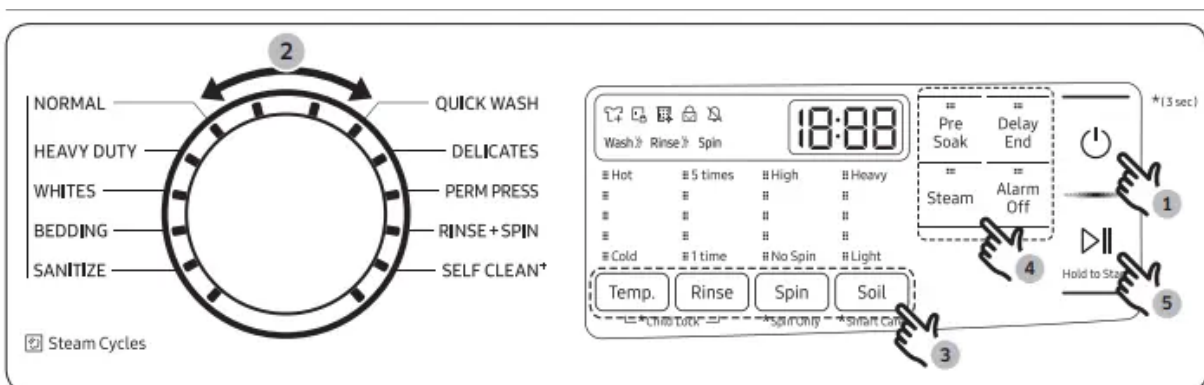 2
NORMAL
HEAVY DUTY
WHITES
BEDDING
SANITIZE
QUICK WASH
DELICATES
PERM PRESS
RINSE+SPIN
SELF CLEAN+
Steam Cycles
18:88
Wash Rinse Spin
Hot 5 times High Heavy
Cold 1 time No Spin Light
Temp. Rinse Spin Soil
*Child Lock *Spin Only *Smart Care
3
Pre Soak
Delay End
Steam
Alarm Off
4
*(3 sec)
1
Hold to Start
5